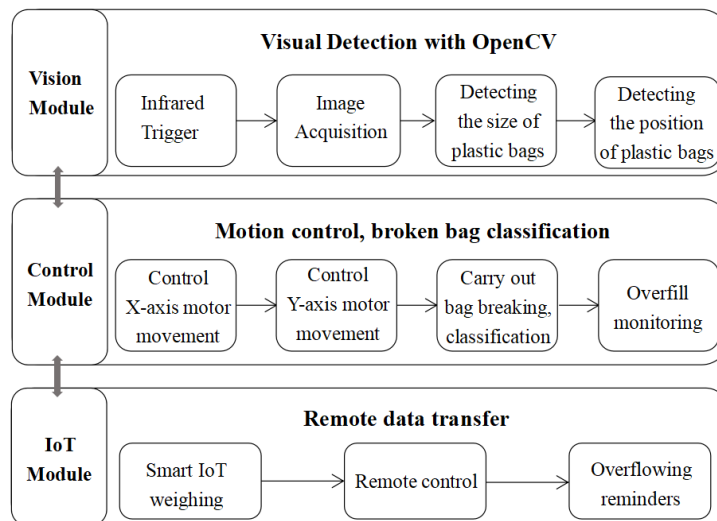 Vision
Module
Visual Detection with OpenCV
Infrared
Trigger
Image
Acquisition
Detecting
the size of
plastic bags
Detecting
the position
of plastic bags
Control
Module
Motion control, broken bag classification
Control
X-axis motor
movement
Control
Y-axis motor
movement
Carry out
bag breaking,
classification
Overfill
monitoring
IoT
Module
Remote data transfer
Smart IoT
weighing
Remote control
Overflowing
reminders